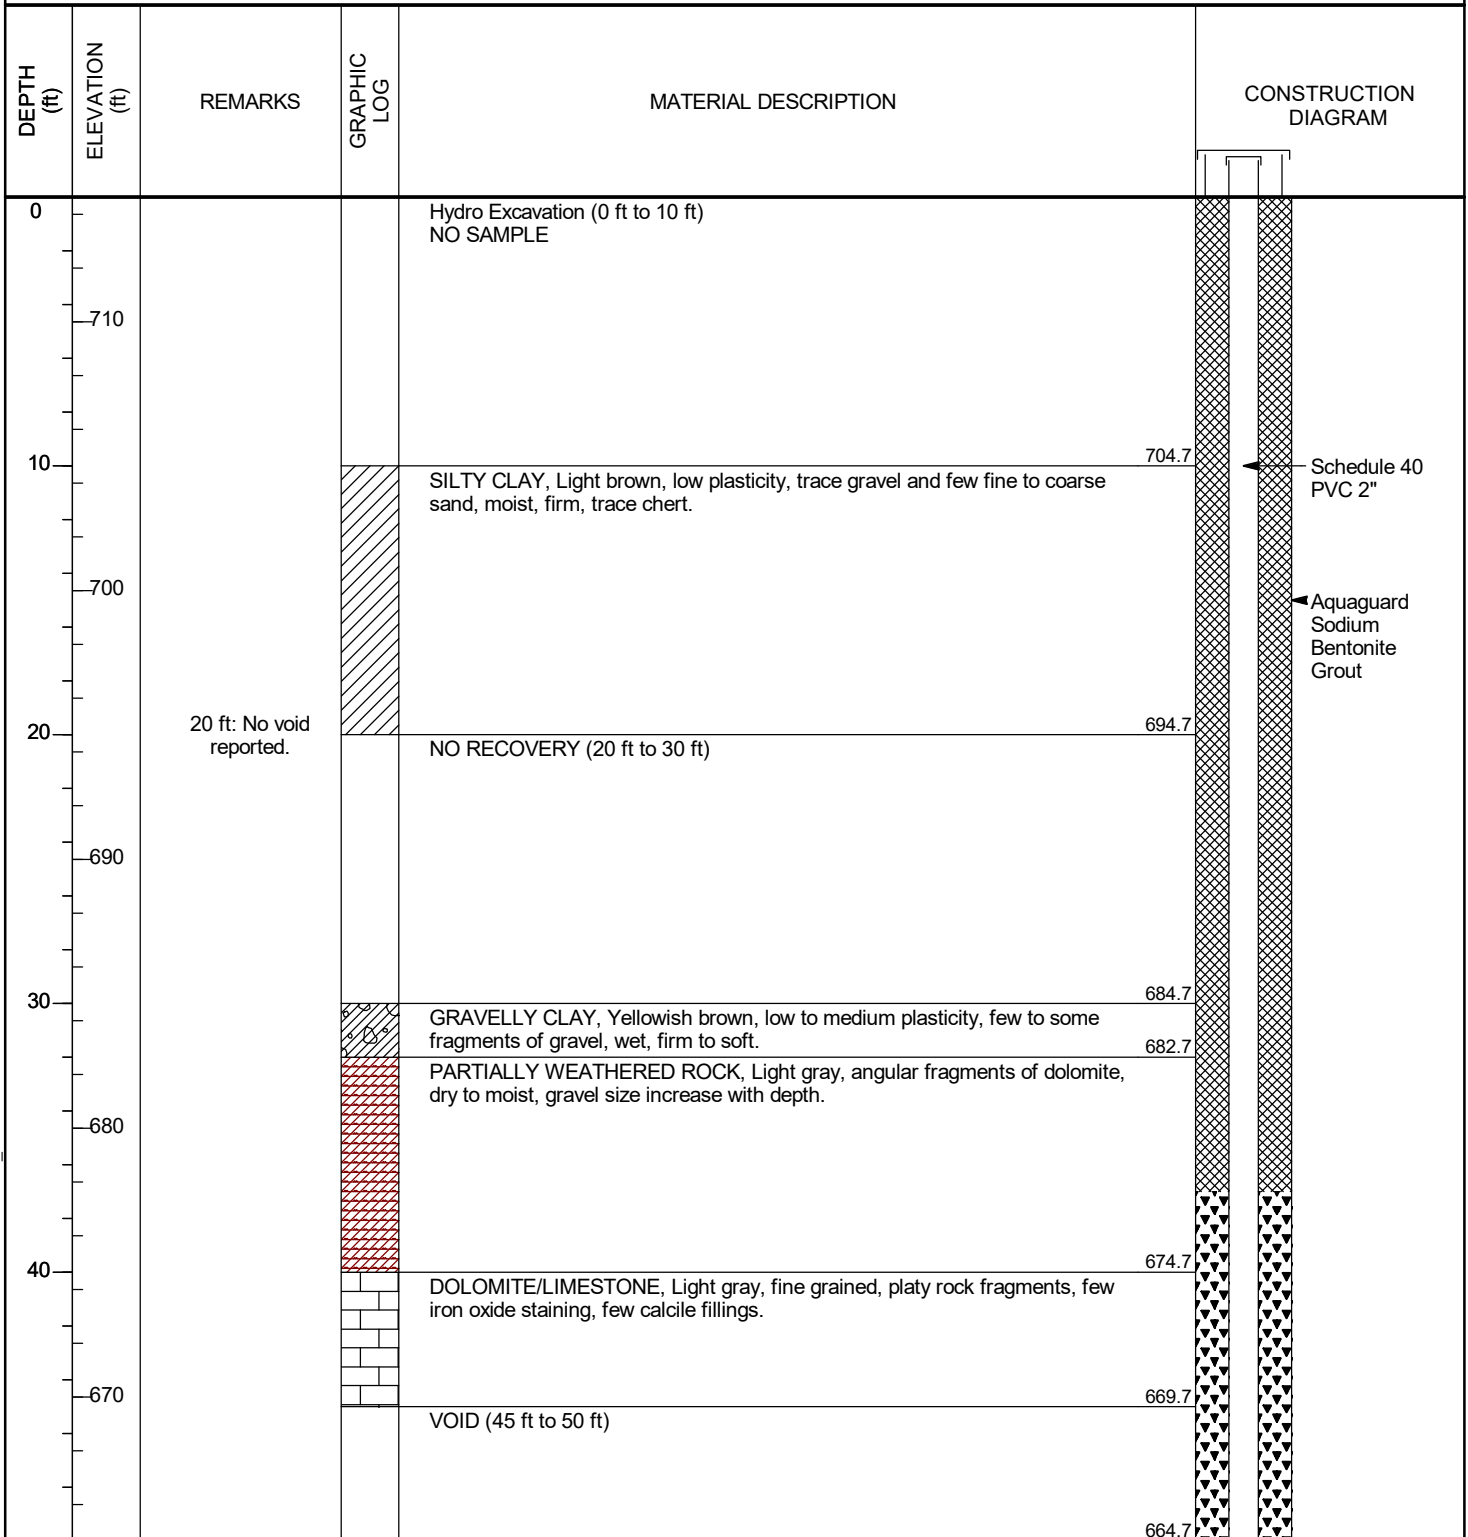 DEPTH
(ft)
ELEVATION
(ft)
REMARKS
GRAPHIC
LOG
MATERIAL DESCRIPTION
CONSTRUCTION
DIAGRAM
0
Hydro Excavation (0 ft to 10 ft)
NO SAMPLE
710
704.7
10
SILTY CLAY, Light brown, low plasticity, trace gravel and few fine to coarse
sand, moist, firm, trace chert.
Schedule 40
PVC 2"
700
Aquaguard
Sodium
Bentonite
Grout
20 ft: No void
reported.
694.7
20
NO RECOVERY (20 ft to 30 ft)
690
684.7
30
GRAVELLY CLAY, Yellowish brown, low to medium plasticity, few to some
fragments of gravel, wet, firm to soft.
682.7
PARTIALLY WEATHERED ROCK, Light gray, angular fragments of dolomite,
dry to moist, gravel size increase with depth.
680
674.7
40
DOLOMITE/LIMESTONE, Light gray, fine grained, platy rock fragments, few
iron oxide staining, few calcile fillings.
670
669.7
VOID (45 ft to 50 ft)
664.7